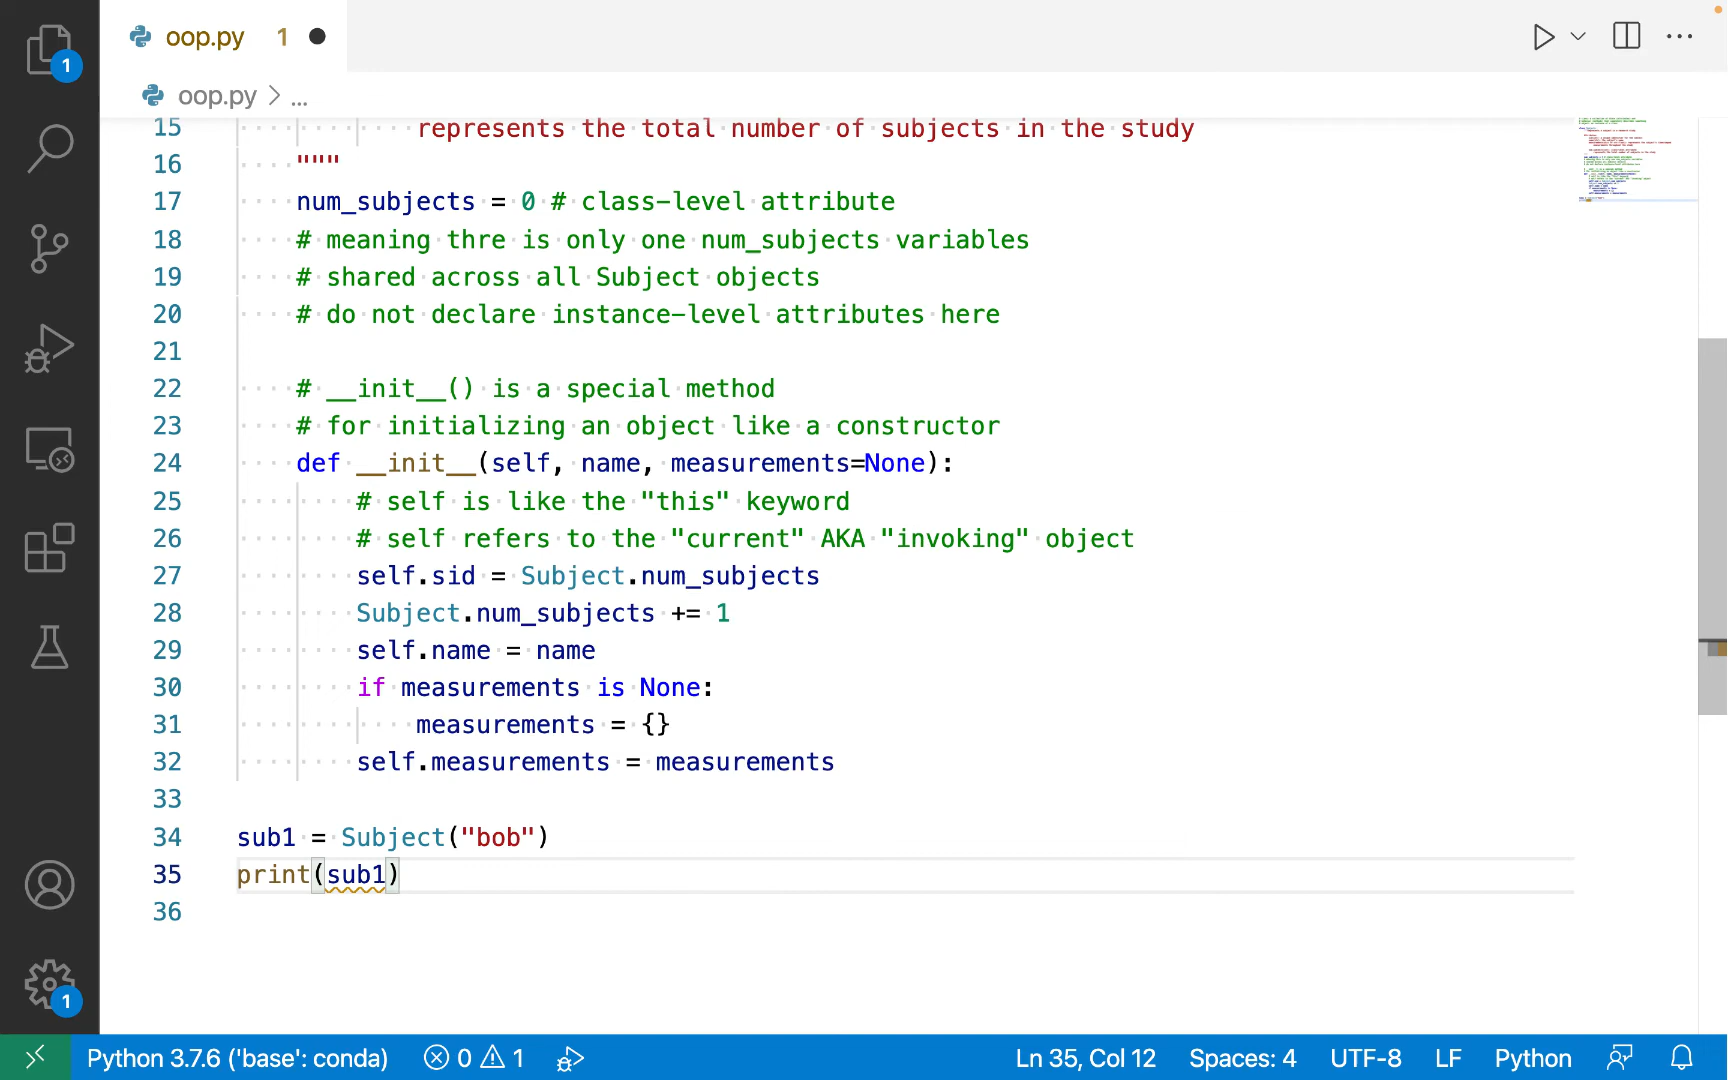 oop.py 1
oop.py > ...
1
15 represents the total number of subjects in the study
16 """
17 num_subjects = 0 # class-level attribute
18 # meaning thre is only one num_subjects variables
19 # shared across all Subject objects
20 # do not declare instance-level attributes here
21
22 # __init__() is a special method
23 # for initializing an object like a constructor
24 def __init__(self, name, measurements=None):
25 # self is like the "this" keyword
26 # self refers to the "current" AKA "invoking" object
27 self.sid = Subject.num_subjects
28 Subject.num_subjects += 1
29 self.name = name
30 if measurements is None:
31 measurements = {}
32 self.measurements = measurements
33
34 sub1 = Subject("bob")
35 print(sub1)
36
1
Python 3.7.6 ('base': conda) 0 1 Ln 35, Col 12 Spaces: 4 UTF-8 LF Python